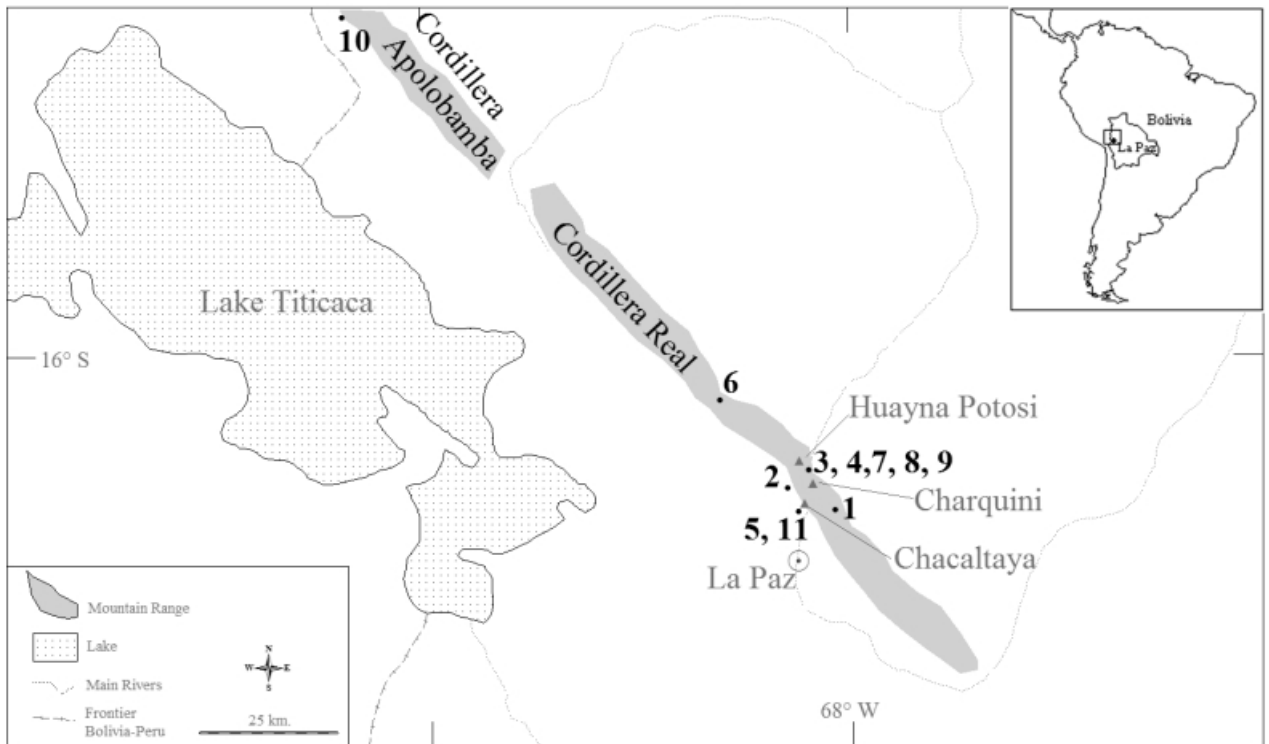 10
Cordillera
Apolobamba
Bolivia
La Paz
Cordillera Real
Lake Titicaca
16° S
6
Huayna Potosi
3, 4,7, 8, 9
2
Charquini
1
5, 11
Chacaltaya
La Paz
Mountain Range
Lake
N
W E
S
Main Rivers
Frontier
Bolivia-Peru
25 km.
68° W